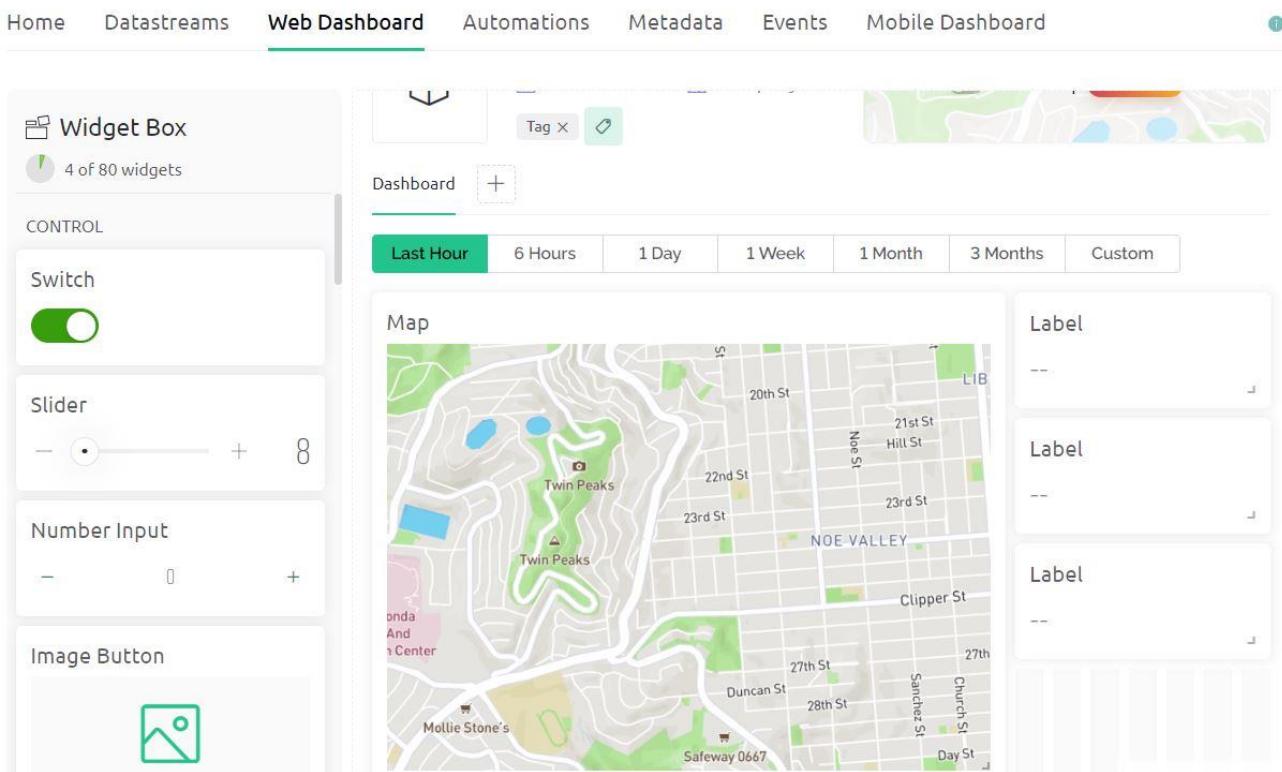 Home Datastreams Web Dashboard Automations Metadata Events Mobile Dashboard
Widget Box
4 of 80 widgets
CONTROL
Switch
Slider
− + 8
Number Input
− 0 +
Image Button
Tag ×
Dashboard +
Last Hour 6 Hours 1 Day 1 Week 1 Month 3 Months Custom
Map
St
St
LIB
20th St
21st St
Hill St
Noe St
Twin Peaks
22nd St
23rd St
23rd St
NOE VALLEY
Twin Peaks
Clipper St
onda
And
n Center
27th
27th St
Duncan St
28th St
Sanchez St
Church St
Mollie Stone's
Safeway 0667
Day St
Label
--
Label
--
Label
--